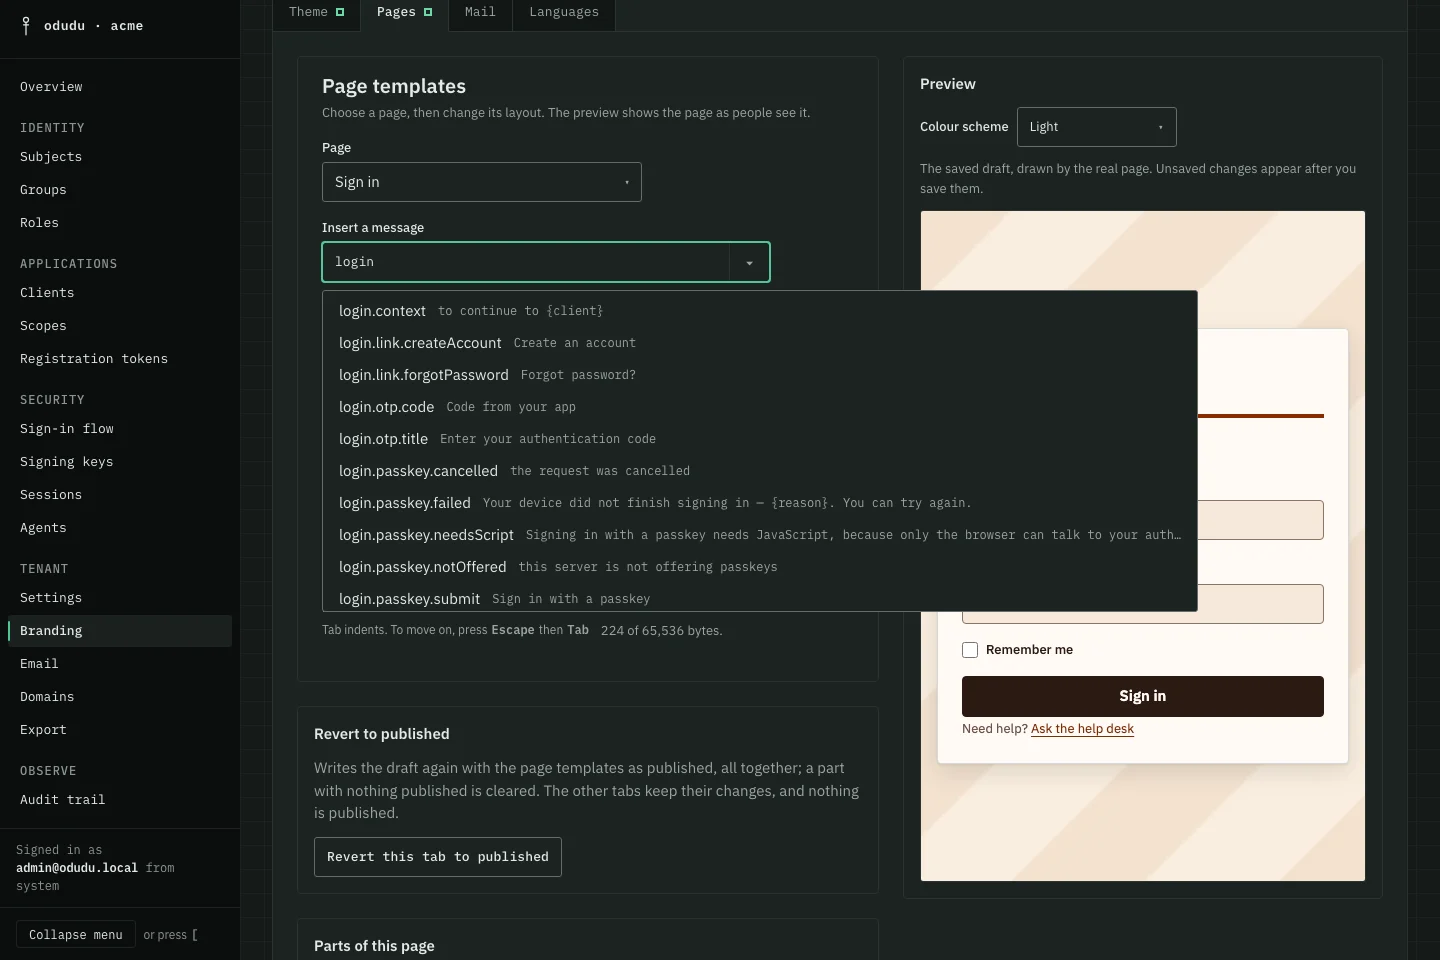 odudu · acme
Overview
IDENTITY
Subjects
Groups
Roles
APPLICATIONS
Clients
Scopes
Registration tokens
SECURITY
Sign-in flow
Signing keys
Sessions
Agents
TENANT
Settings
Branding
Email
Domains
Export
OBSERVE
Audit trail
Signed in as
admin@odudu.local from
system
Collapse menu or press [
Theme Pages Mail Languages
Page templates
Choose a page, then change its layout. The preview shows the page as people see it.
Page
Sign in
Insert a message
login
login.context to continue to {client}
login.link.createAccount Create an account
login.link.forgotPassword Forgot password?
login.otp.code Code from your app
login.otp.title Enter your authentication code
login.passkey.cancelled the request was cancelled
login.passkey.failed Your device did not finish signing in — {reason}. You can try again.
login.passkey.needsScript Signing in with a passkey needs JavaScript, because only the browser can talk to your auth…
login.passkey.notOffered this server is not offering passkeys
login.passkey.submit Sign in with a passkey
Tab indents. To move on, press Escape then Tab 224 of 65,536 bytes.
Revert to published
Writes the draft again with the page templates as published, all together; a part
with nothing published is cleared. The other tabs keep their changes, and nothing
is published.
Revert this tab to published
Parts of this page
Preview
Colour scheme Light
The saved draft, drawn by the real page. Unsaved changes appear after you
save them.
Remember me
Sign in
Need help? Ask the help desk